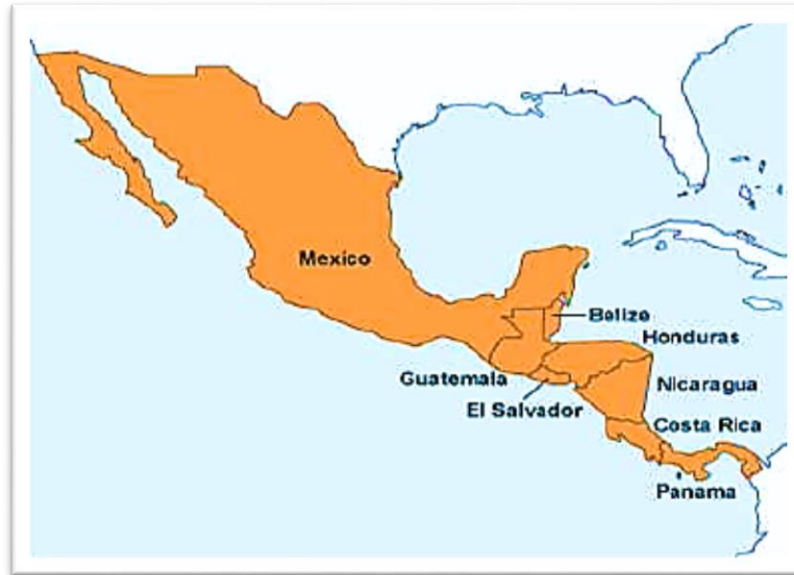 Mexico
Belize
Honduras
Guatemala
Nicaragua
El Salvador
Costa Rica
Panama